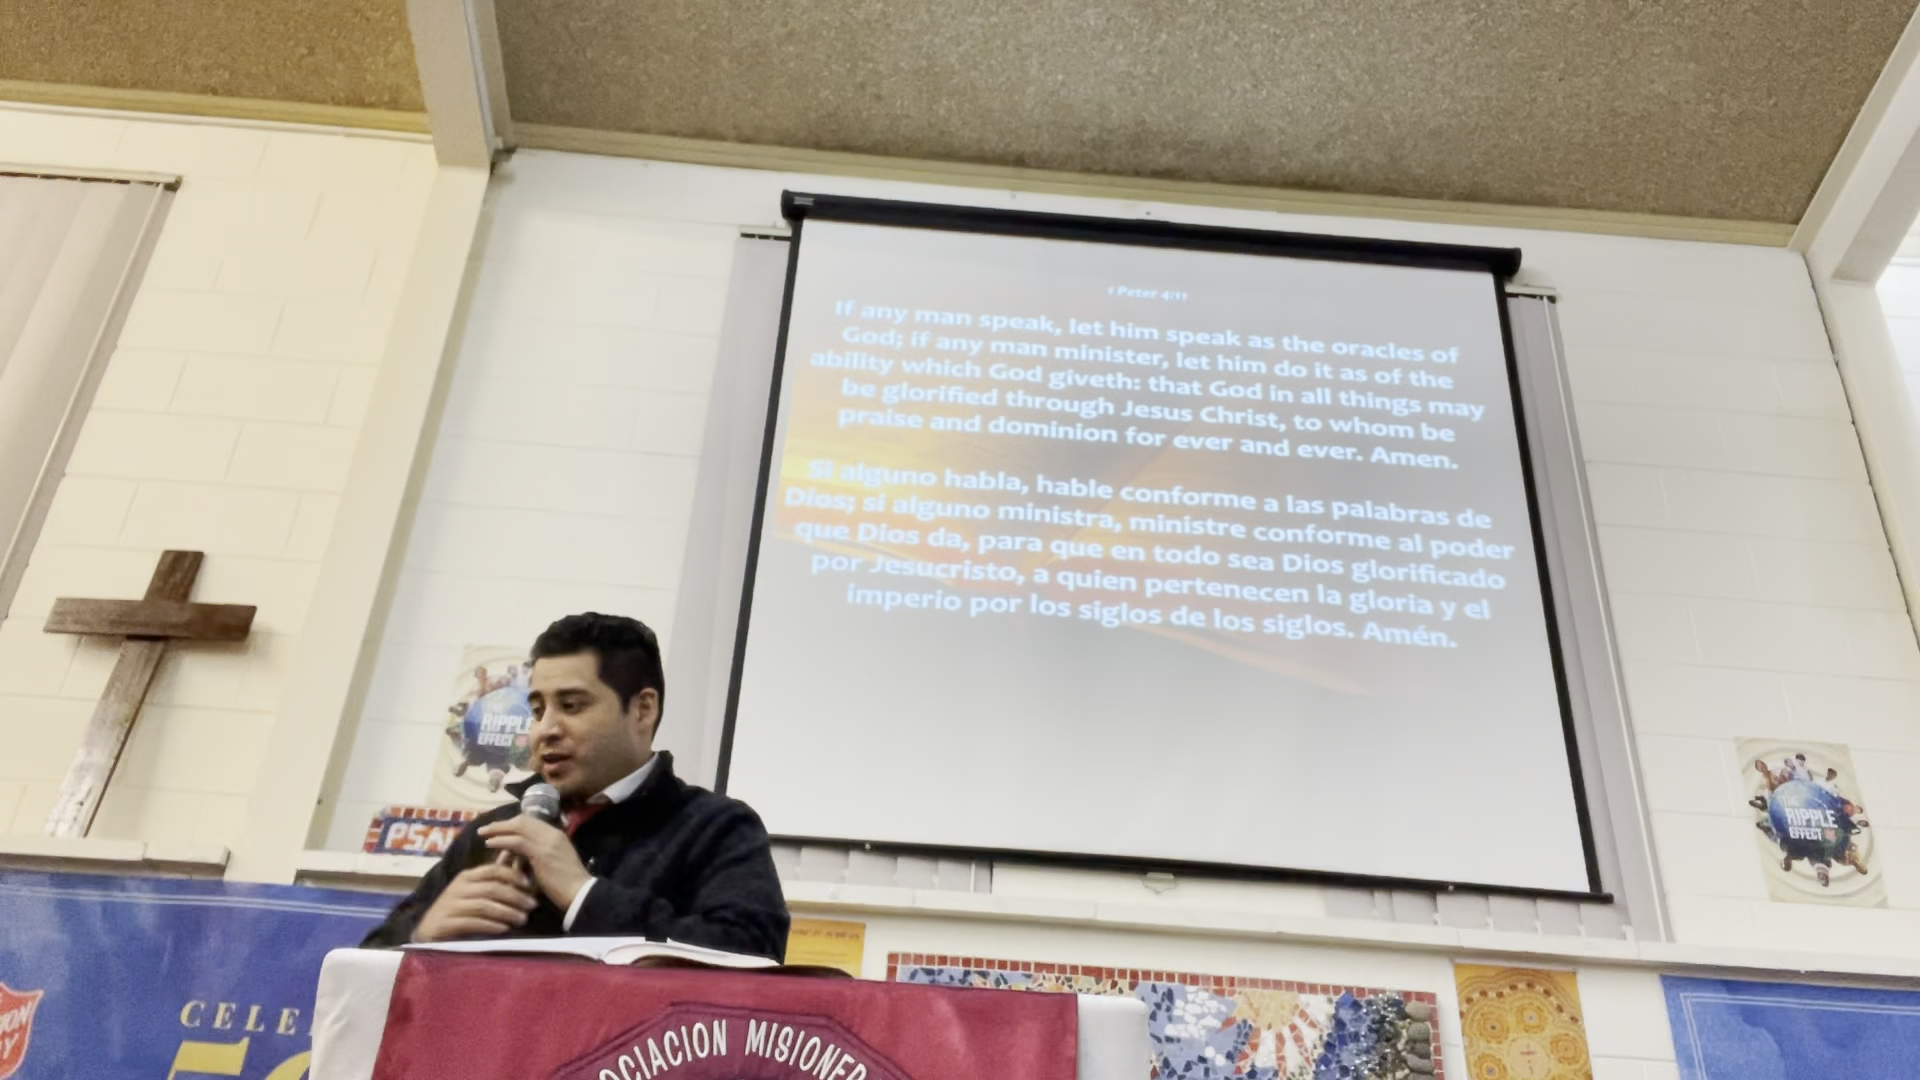 1 Peter 4:11
If any man speak, let him speak as the oracles of
God; if any man minister, let him do it as of the
ability which God giveth: that God in all things may
be glorified through Jesus Christ, to whom be
praise and dominion for ever and ever. Amen.
Si alguno habla, hable conforme a las palabras de
Dios; si alguno ministra, ministre conforme al poder
que Dios da, para que en todo sea Dios glorificado
por Jesucristo, a quien pertenecen la gloria y el
imperio por los siglos de los siglos. Amén.
RIPPLE
EFFECT
PSA
THE
RIPPLE
EFFECT
CELE
OCIACION MISIONER